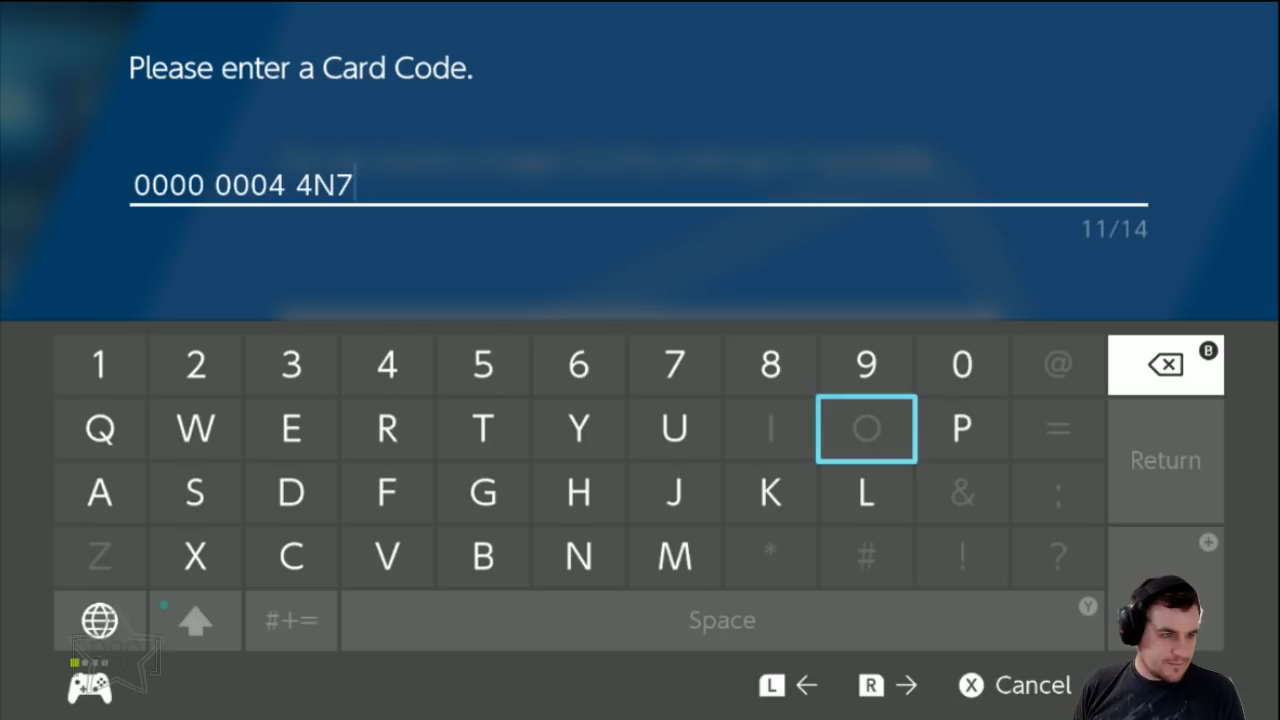 Please enter a Card Code.
0000 0004 4N7
11/14
1 2 3 4 5 6 7 8 9 0 @ B
Q W E R T Y U I O P =
Return
A S D F G H J K L & ;
Z X C V B N M * # ! ? +
#+= Space Y
L ← R → X Cancel